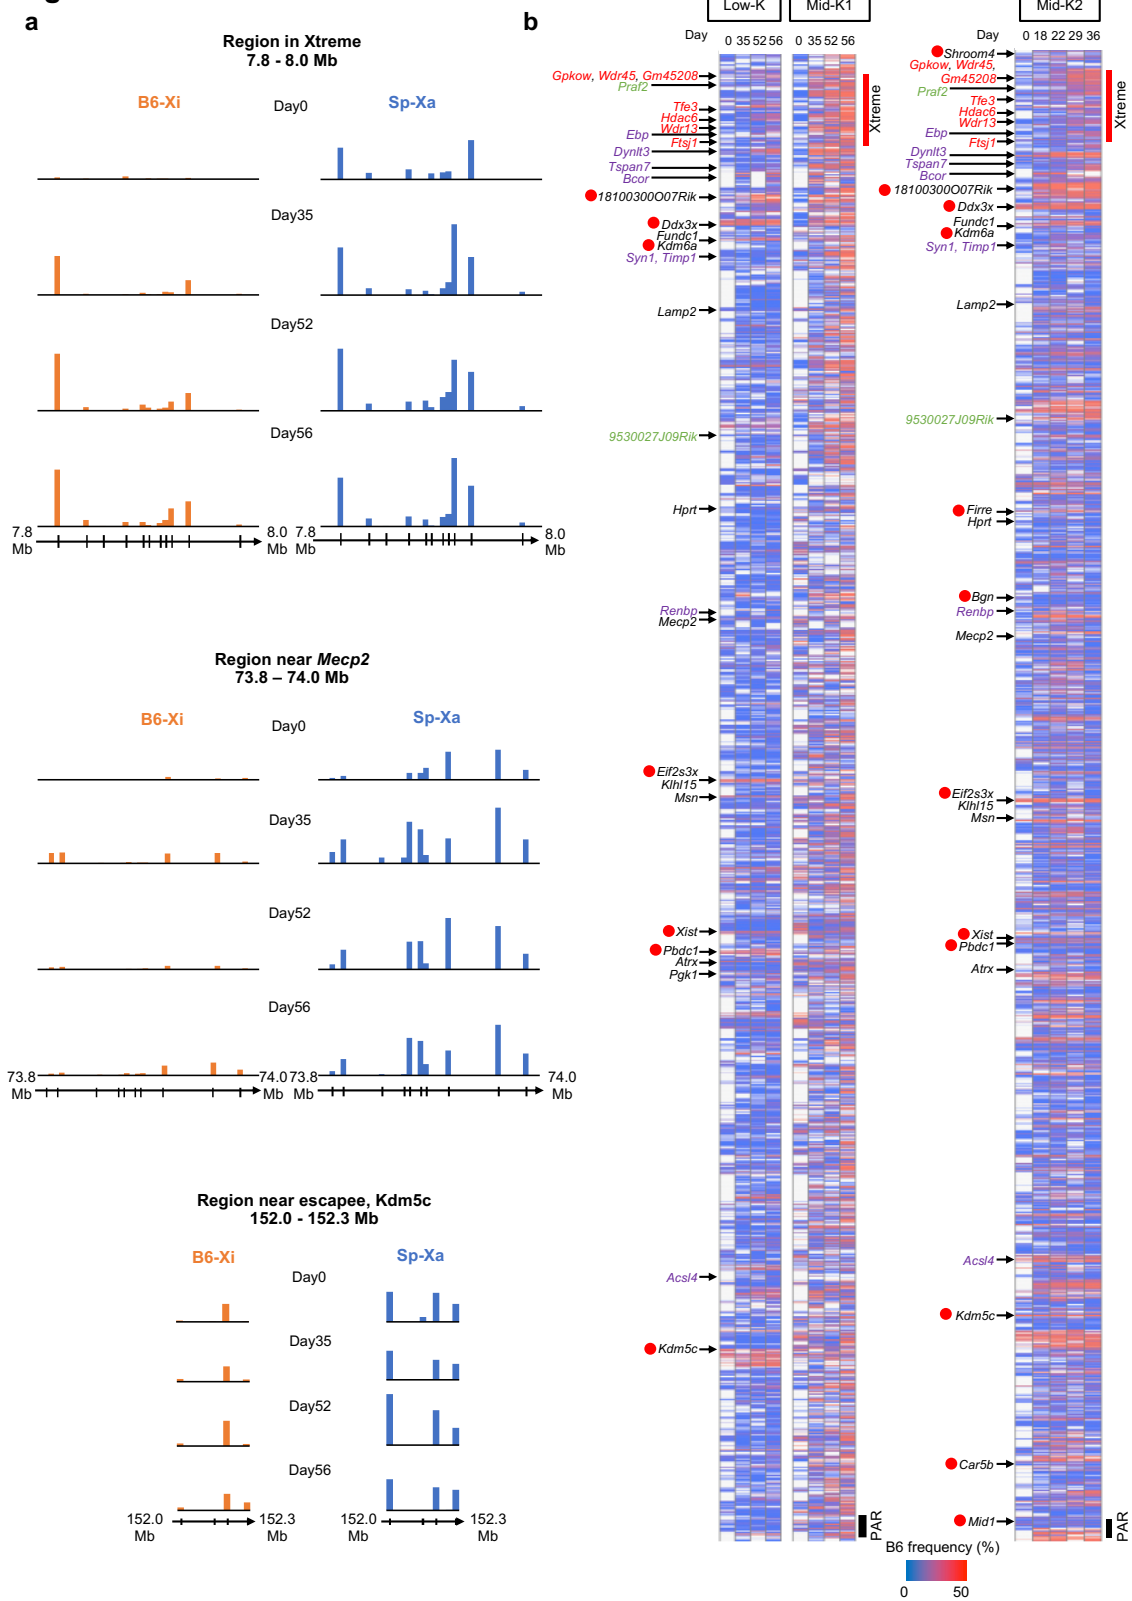 a
Region in Xtreme
7.8 - 8.0 Mb
B6-Xi
Day0
Sp-Xa
Day35
Day52
Day56
7.8
Mb
8.0
Mb
7.8
Mb
8.0
Mb
Region near Mecp2
73.8 – 74.0 Mb
B6-Xi
Day0
Sp-Xa
Day35
Day52
Day56
73.8
Mb
74.0
Mb
73.8
Mb
74.0
Mb
Region near escapee, Kdm5c
152.0 - 152.3 Mb
B6-Xi
Day0
Sp-Xa
Day35
Day52
Day56
152.0
Mb
152.3
Mb
152.0
Mb
152.3
Mb
b
Low-K
Mid-K1
Day
0 35 52 56
0 35 52 56
Gpkow, Wdr45, Gm45208
Praf2
Tfe3
Hdac6
Wdr13
Ebp
Ftsj1
Dynlt3
Tspan7
Bcor
18100300O07Rik
Ddx3x
Fundc1
Kdm6a
Syn1, Timp1
Lamp2
9530027J09Rik
Hprt
Renbp
Mecp2
Eif2s3x
Klhl15
Msn
Xist
Pbdc1
Atrx
Pgk1
Acsl4
Kdm5c
Xtreme
PAR
Mid-K2
Day
0 18 22 29 36
Shroom4
Gpkow, Wdr45,
Gm45208
Praf2
Tfe3
Hdac6
Wdr13
Ebp
Ftsj1
Dynlt3
Tspan7
Bcor
18100300O07Rik
Ddx3x
Fundc1
Kdm6a
Syn1, Timp1
Lamp2
9530027J09Rik
Firre
Hprt
Bgn
Renbp
Mecp2
Eif2s3x
Klhl15
Msn
Xist
Pbdc1
Atrx
Acsl4
Kdm5c
Car5b
Mid1
Xtreme
PAR
B6 frequency (%)
0
50